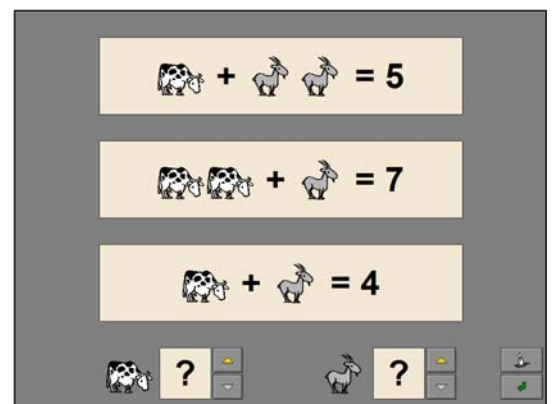 + = 5
+ = 7
+ = 4
? ?